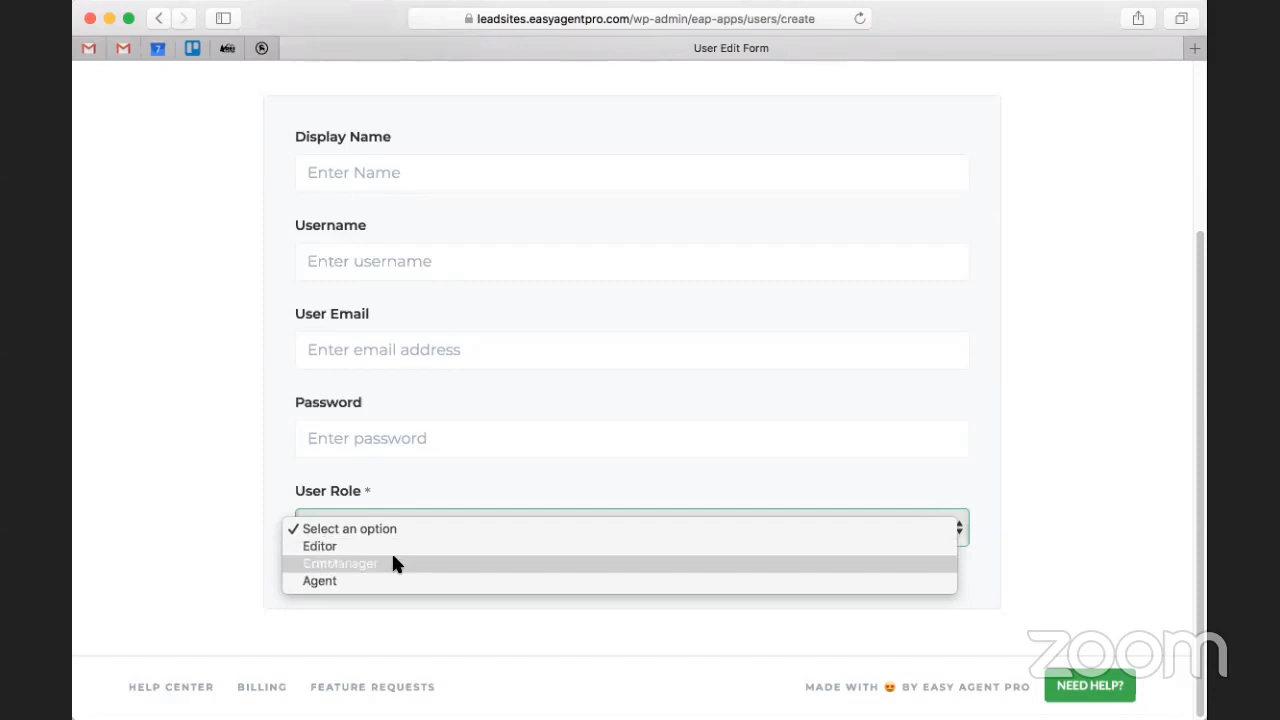 leadsites.easyagentpro.com/wp-admin/eap-apps/users/create
7
User Edit Form
Display Name
Enter Name
Username
Enter username
User Email
Enter email address
Password
Enter password
User Role *
Select an option
Editor
ErmManager
Agent
HELP CENTER BILLING FEATURE REQUESTS
MADE WITH 😍 BY EASY AGENT PRO
NEED HELP?
zoom